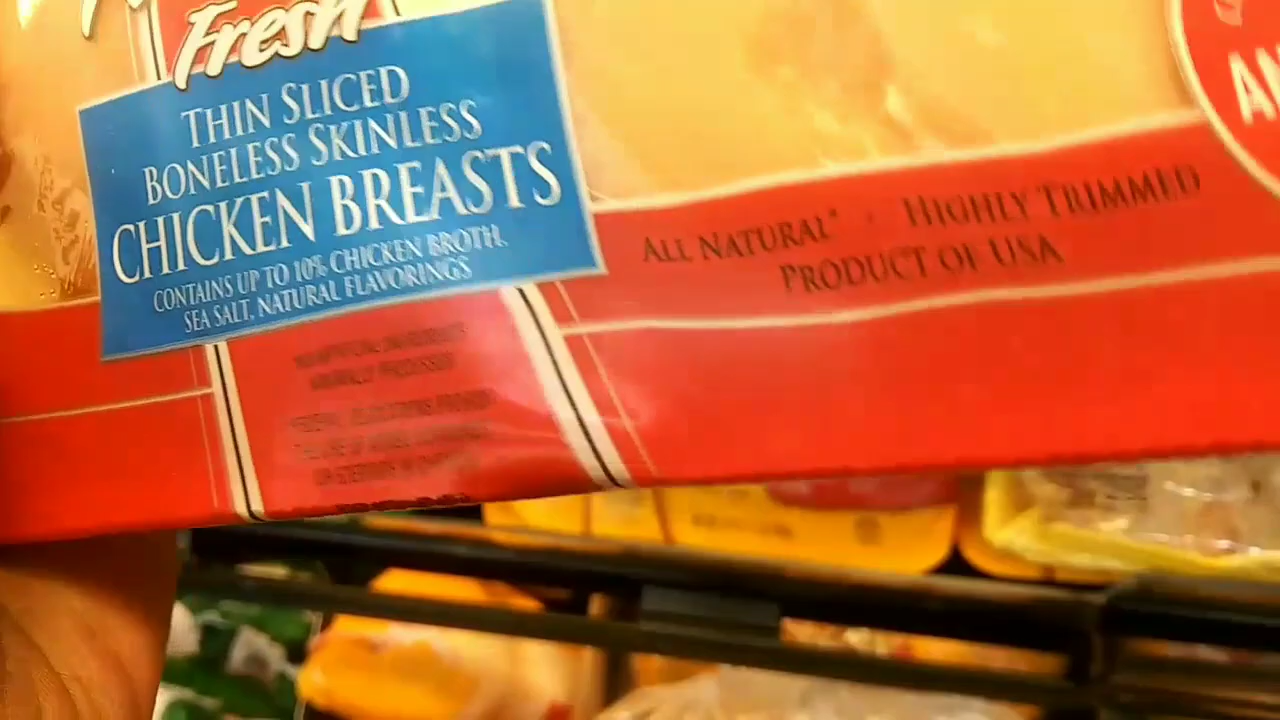 Fresh
THIN SLICED
BONELESS SKINLESS
CHICKEN BREASTS
CONTAINS UP TO 10% CHICKEN BROTH,
SEA SALT, NATURAL FLAVORINGS
ALL NATURAL* · HIGHLY TRIMMED
PRODUCT OF USA